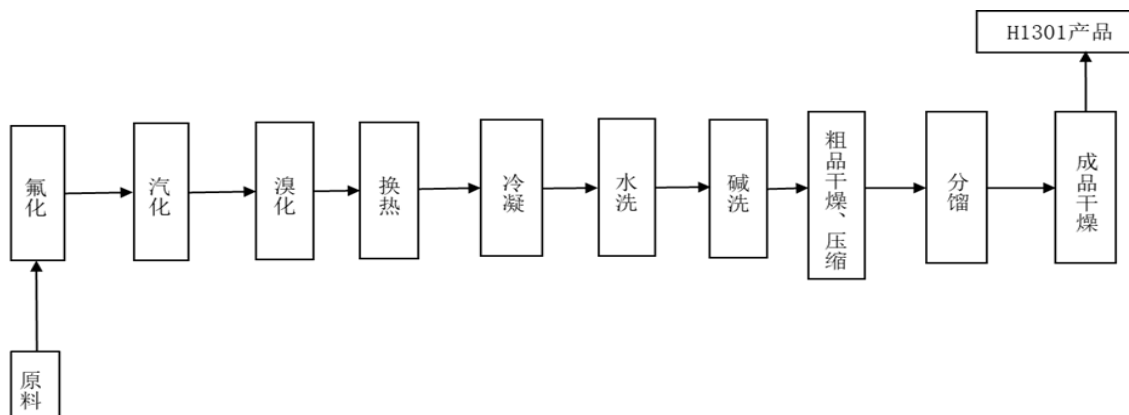 H1301产品
氟化
汽化
溴化
换热
冷凝
水洗
碱洗
粗品干燥、压缩
分馏
成品干燥
原料